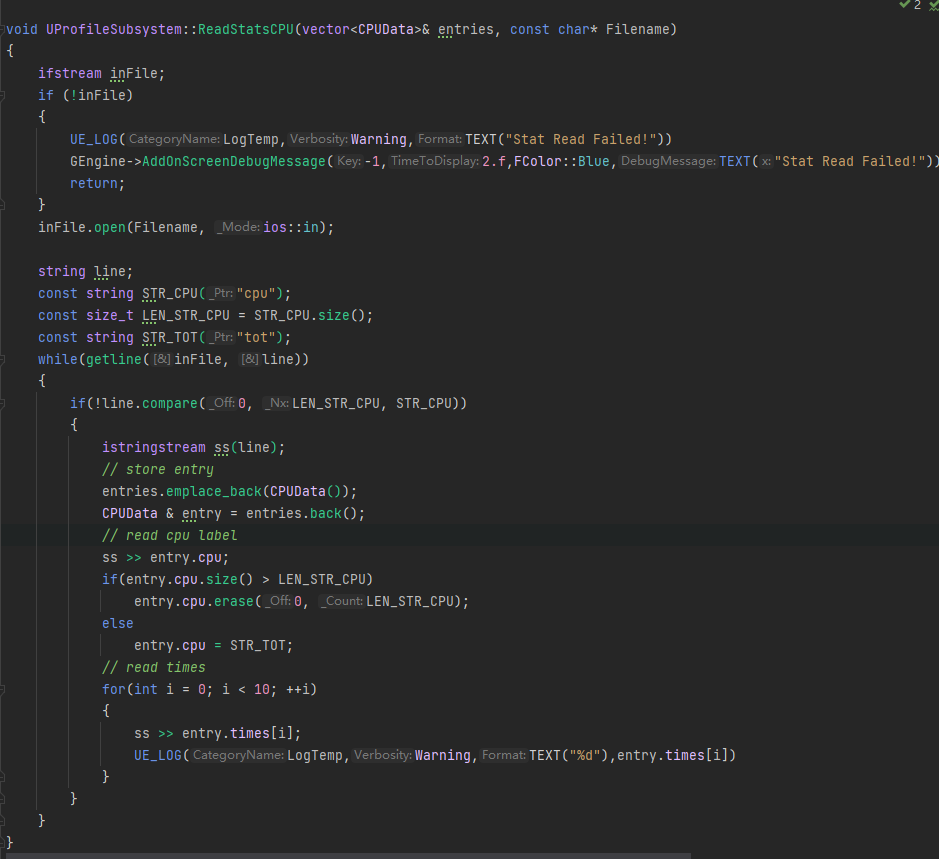 2
void UProfileSubsystem::ReadStatsCPU(vector<CPUData>& entries, const char* Filename)
{
    ifstream inFile;
    if (!inFile)
    {
        UE_LOG(CategoryName: LogTemp, Verbosity: Warning, Format: TEXT("Stat Read Failed!"))
        GEngine->AddOnScreenDebugMessage(Key: -1, TimeToDisplay: 2.f,FColor::Blue, DebugMessage: TEXT(x: "Stat Read Failed!"))
        return;
    }
    inFile.open(Filename, _Mode: ios::in);

    string line;
    const string STR_CPU(_Ptr: "cpu");
    const size_t LEN_STR_CPU = STR_CPU.size();
    const string STR_TOT(_Ptr: "tot");
    while(getline([&] inFile, [&] line))
    {
        if(!line.compare(_Off: 0, _Nx: LEN_STR_CPU, STR_CPU))
        {
            istringstream ss(line);
            // store entry
            entries.emplace_back(CPUData());
            CPUData & entry = entries.back();
            // read cpu label
            ss >> entry.cpu;
            if(entry.cpu.size() > LEN_STR_CPU)
                entry.cpu.erase(_Off: 0, _Count: LEN_STR_CPU);
            else
                entry.cpu = STR_TOT;
            // read times
            for(int i = 0; i < 10; ++i)
            {
                ss >> entry.times[i];
                UE_LOG(CategoryName: LogTemp, Verbosity: Warning, Format: TEXT("%d"),entry.times[i])
            }
        }
    }
}